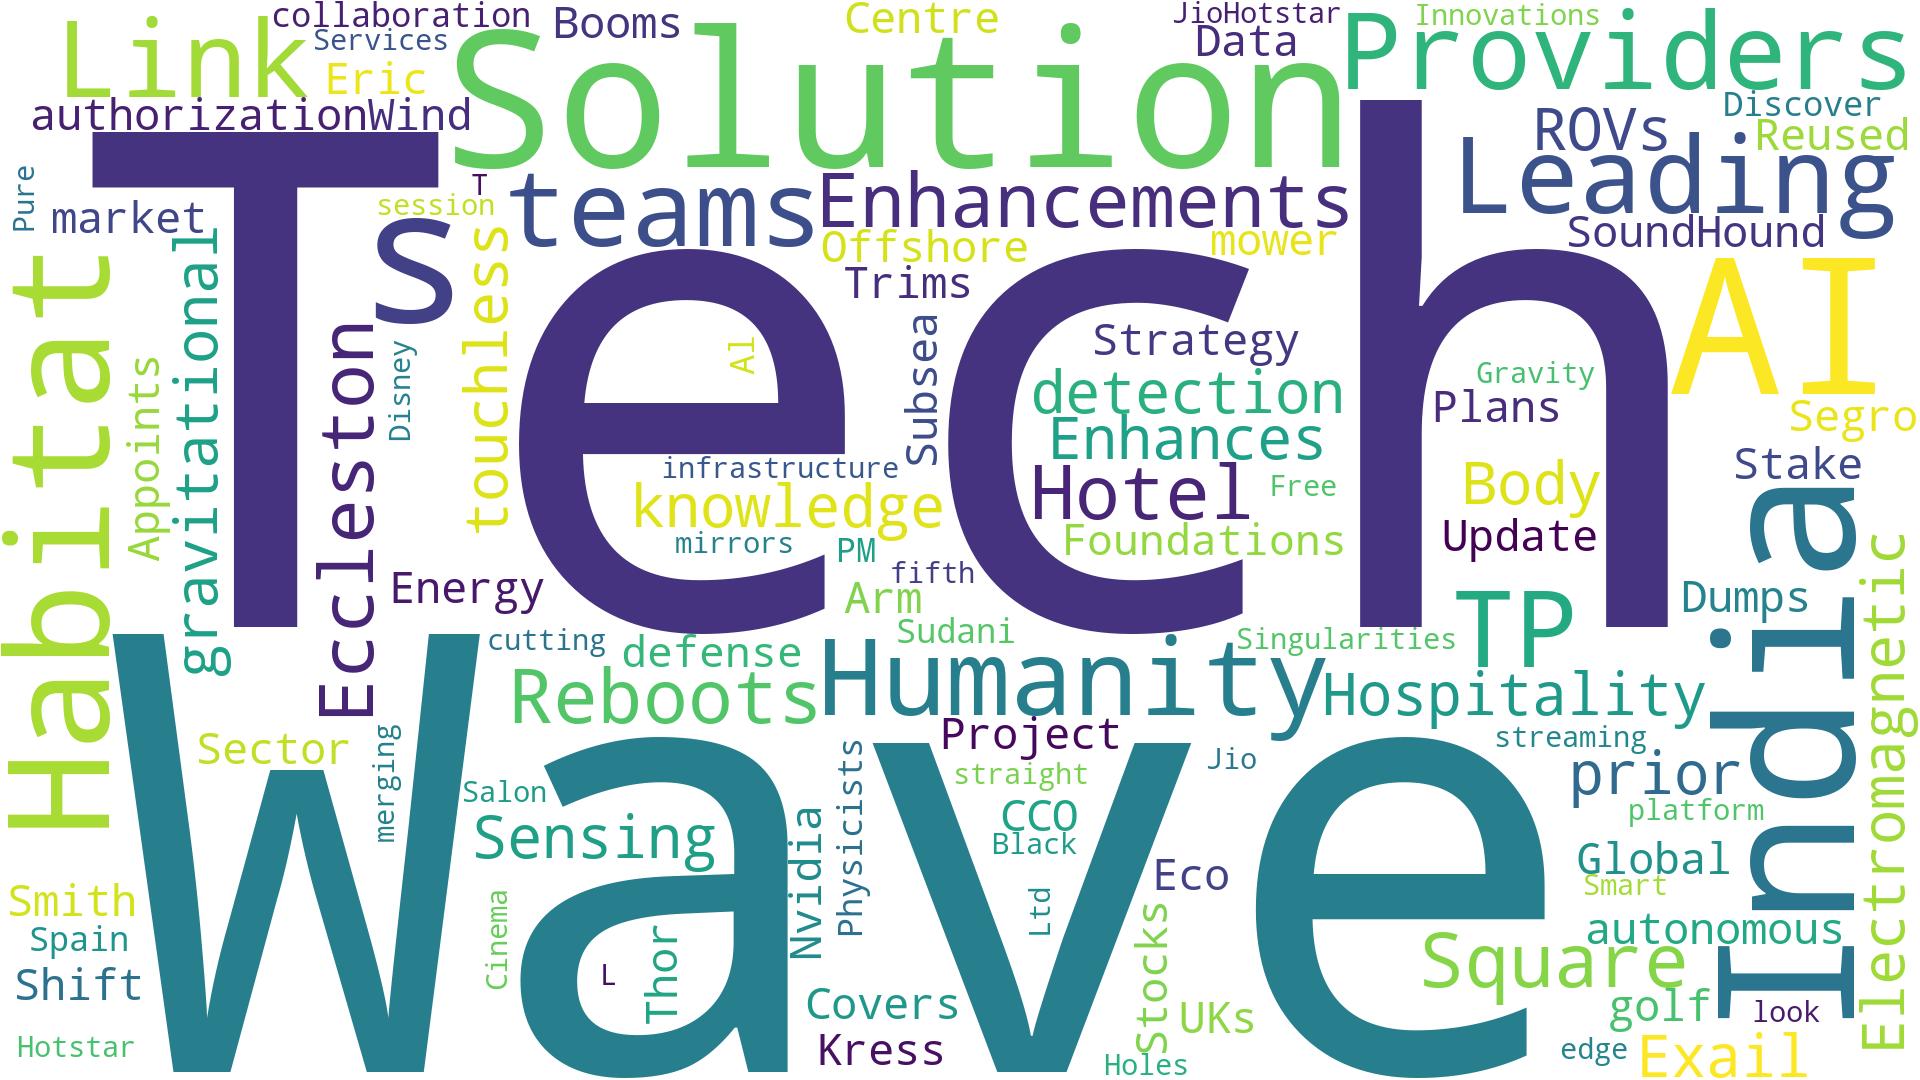 collaboration
Booms
Centre
JioHotstar
Innovations
Link
Services
Solution
Data
Providers
Eric
authorizationWind
ROVs
Discover
Reused
Leading
Pure
market
T
session
teams
Enhancements
SoundHound
Tech
s
touchless
Offshore
mower
Trims
AI
Habitat
gravitational
Appoints
Eccleston
Disney
Al
Subsea
Strategy
detection
Gravity
Plans
Segro
Enhances
infrastructure
Hotel
Free
Body
Stake
knowledge
mirrors
Foundations
Update
India
PM
fifth
Energy
Arm
Dumps
TP
Electromagnetic
cutting
defense
Sudani
Singularities
Wave
Reboots
Humanity
Hospitality
Sector
merging
Project
streaming
Salon
straight
Jio
prior
Sensing
Nvidia
Physicists
CCO
platform
Black
Eco
Global
Smart
Smith
Spain
Cinema
Ltd
Stocks
autonomous
Shift
L
Thor
Covers
Square
UKs
golf
look
Hotstar
Kress
Holes
edge
Exail